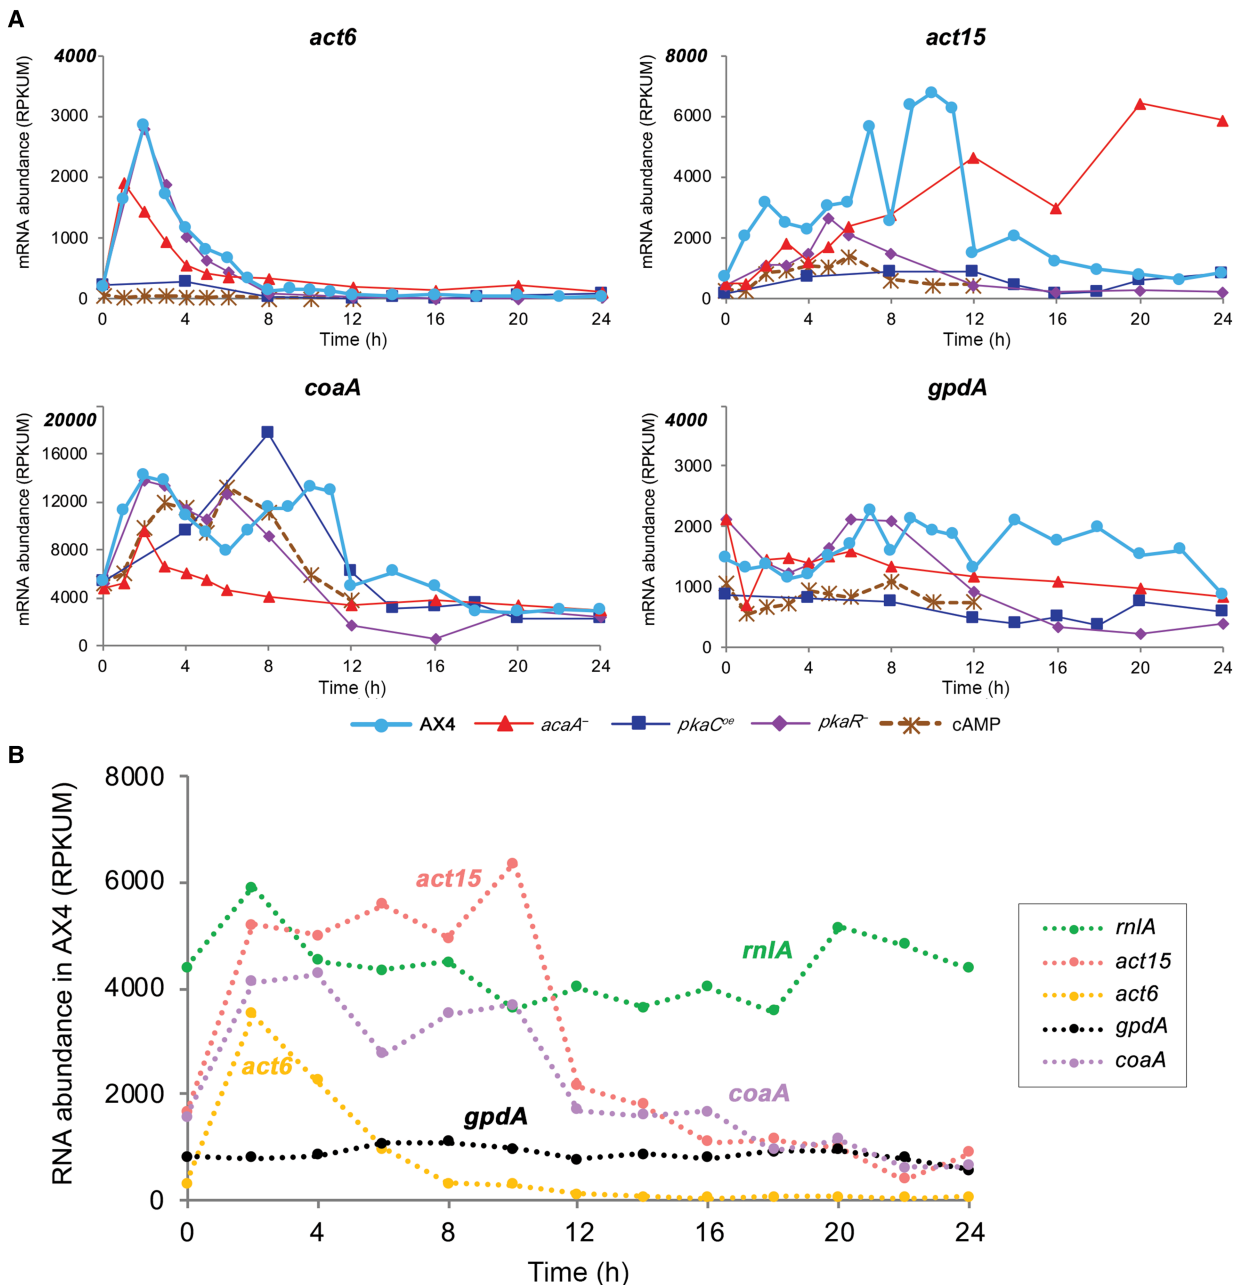 A
act6
mRNA abundance (RPKUM)
4000
3000
2000
1000
0
0 4 8 12 16 20 24
Time (h)
act15
mRNA abundance (RPKUM)
8000
6000
4000
2000
0
0 4 8 12 16 20 24
Time (h)
coaA
mRNA abundance (RPKUM)
20000
16000
12000
8000
4000
0
0 4 8 12 16 20 24
Time (h)
gpdA
mRNA abundance (RPKUM)
4000
3000
2000
1000
0
0 4 8 12 16 20 24
Time (h)
AX4 acaA⁻ pkaCᵒᵉ pkaR⁻ cAMP
B
RNA abundance in AX4 (RPKUM)
8000
6000
4000
2000
0
act15
rnlA
act6
gpdA
coaA
0 4 8 12 16 20 24
Time (h)
rnlA
act15
act6
gpdA
coaA